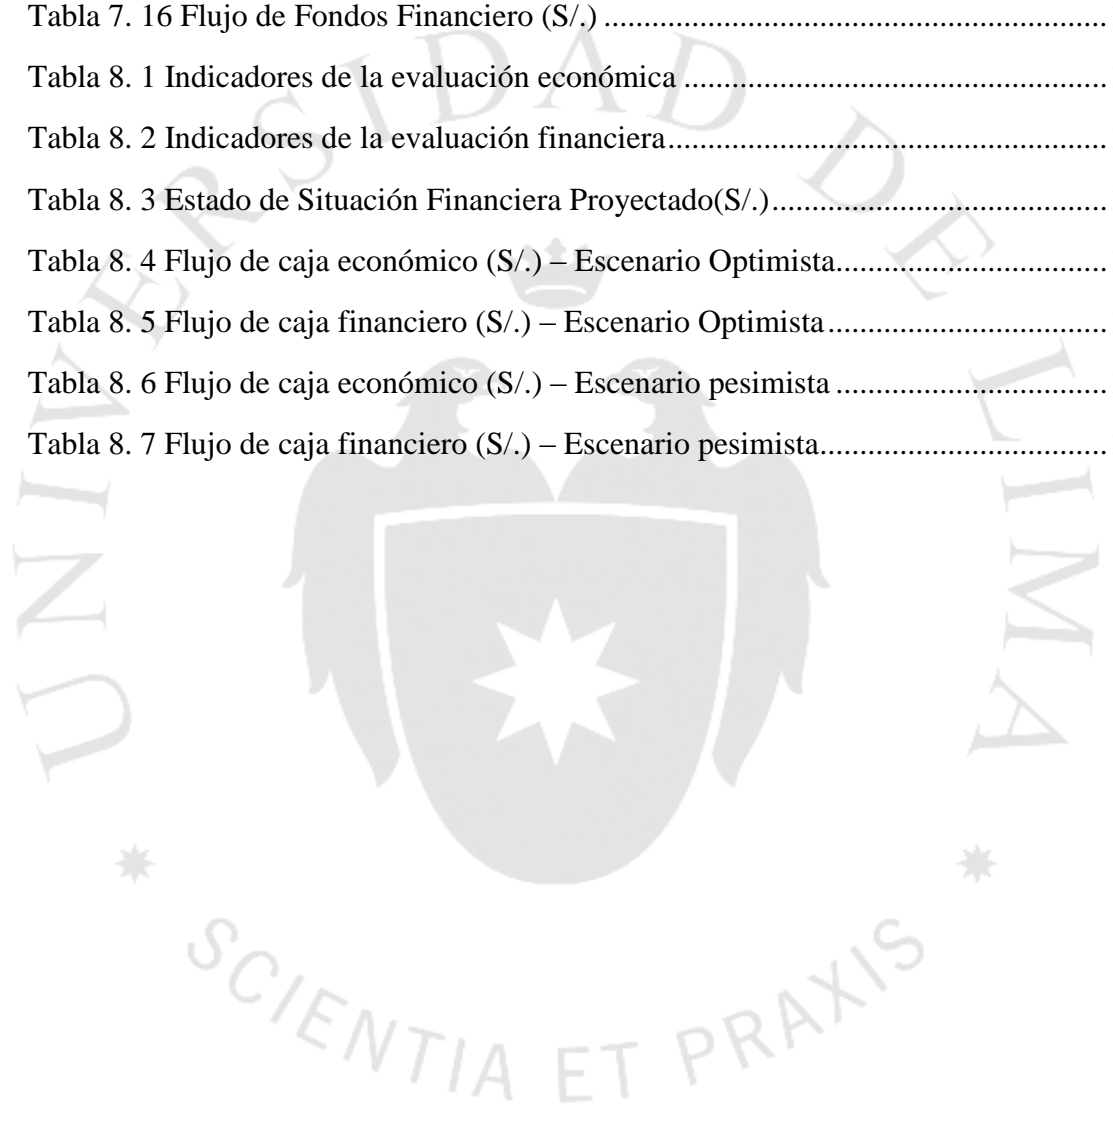 Tabla 7. 16 Flujo de Fondos Financiero (S/.) ...............................................................
Tabla 8. 1 Indicadores de la evaluación económica .....................................................
Tabla 8. 2 Indicadores de la evaluación financiera.......................................................
Tabla 8. 3 Estado de Situación Financiera Proyectado(S/.)..........................................
Tabla 8. 4 Flujo de caja económico (S/.) – Escenario Optimista..................................
Tabla 8. 5 Flujo de caja financiero (S/.) – Escenario Optimista...................................
Tabla 8. 6 Flujo de caja económico (S/.) – Escenario pesimista ..................................
Tabla 8. 7 Flujo de caja financiero (S/.) – Escenario pesimista....................................
UNIVERSIDAD DE LIMA
SCIENTIA ET PRAXIS